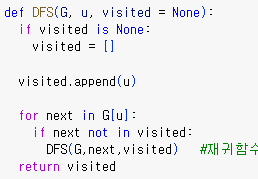 def DFS(G, u, visited = None):
  if visited is None:
    visited = []
  visited.append(u)
  for next in G[u]:
    if next not in visited:
      DFS(G,next,visited)   #재귀함수
  return visited